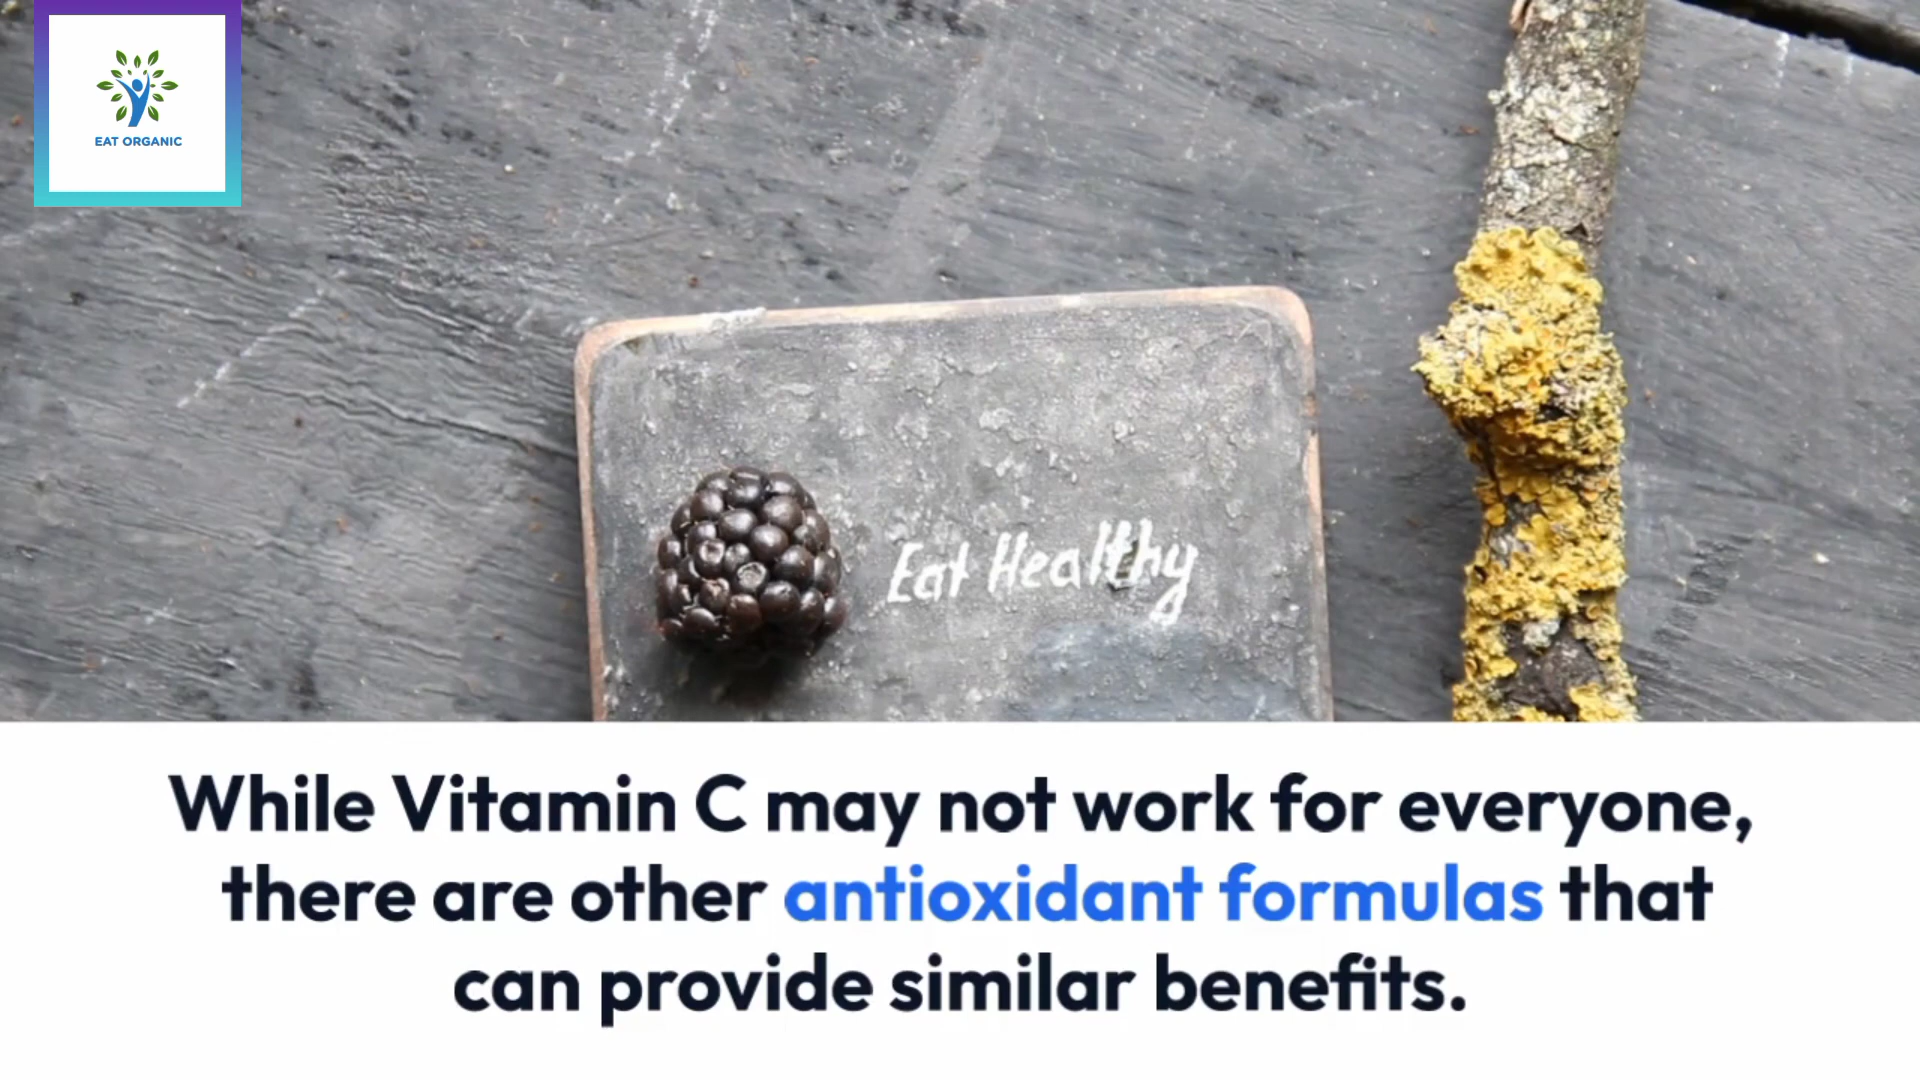 EAT ORGANIC
Eat Healthy
While Vitamin C may not work for everyone,
there are other antioxidant formulas that
can provide similar benefits.